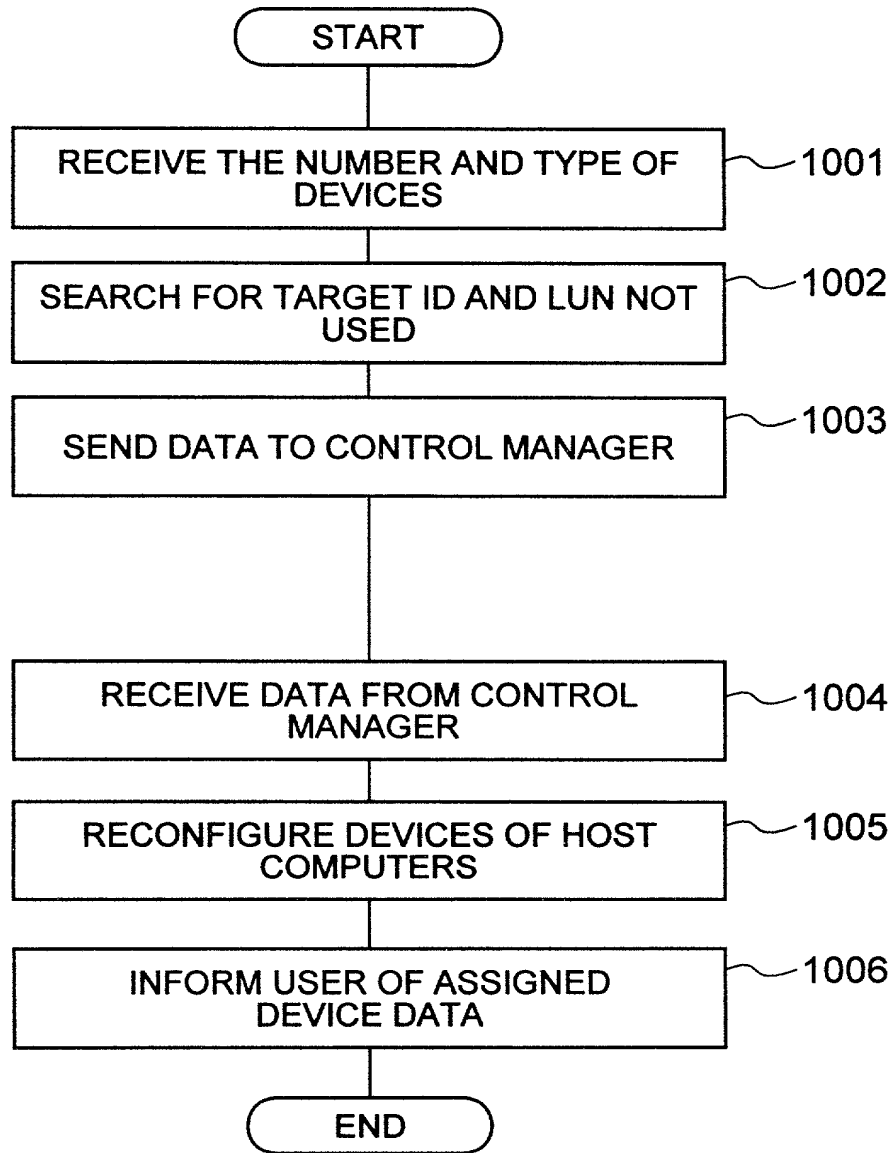 START
RECEIVE THE NUMBER AND TYPE OF
DEVICES
1001
SEARCH FOR TARGET ID AND LUN NOT
USED
1002
SEND DATA TO CONTROL MANAGER
1003
RECEIVE DATA FROM CONTROL
MANAGER
1004
RECONFIGURE DEVICES OF HOST
COMPUTERS
1005
INFORM USER OF ASSIGNED
DEVICE DATA
1006
END